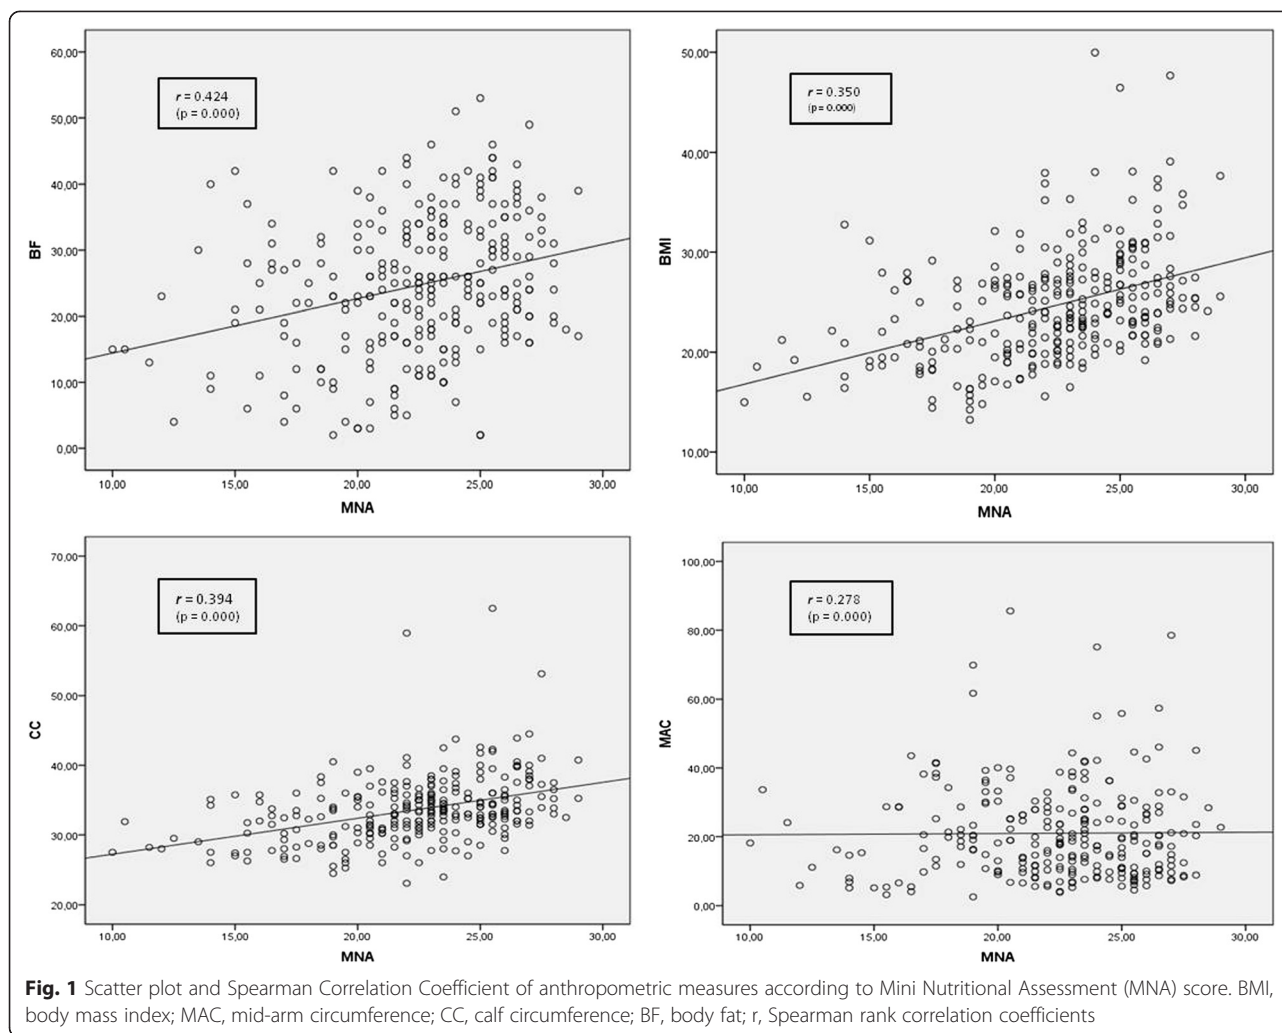 60,00
50,00
40,00
30,00
20,00
10,00
0,00
BF
r = 0.424
(p = 0.000)
10,00 15,00 20,00 25,00 30,00
MNA
50,00
40,00
30,00
20,00
10,00
BMI
r = 0.350
(p = 0.000)
10,00 15,00 20,00 25,00 30,00
MNA
70,00
60,00
50,00
40,00
30,00
20,00
CC
r = 0.394
(p = 0.000)
10,00 15,00 20,00 25,00 30,00
MNA
100,00
80,00
60,00
40,00
20,00
0,00
MAC
r = 0.278
(p = 0.000)
10,00 15,00 20,00 25,00 30,00
MNA
Fig. 1 Scatter plot and Spearman Correlation Coefficient of anthropometric measures according to Mini Nutritional Assessment (MNA) score. BMI,
body mass index; MAC, mid-arm circumference; CC, calf circumference; BF, body fat; r, Spearman rank correlation coefficients